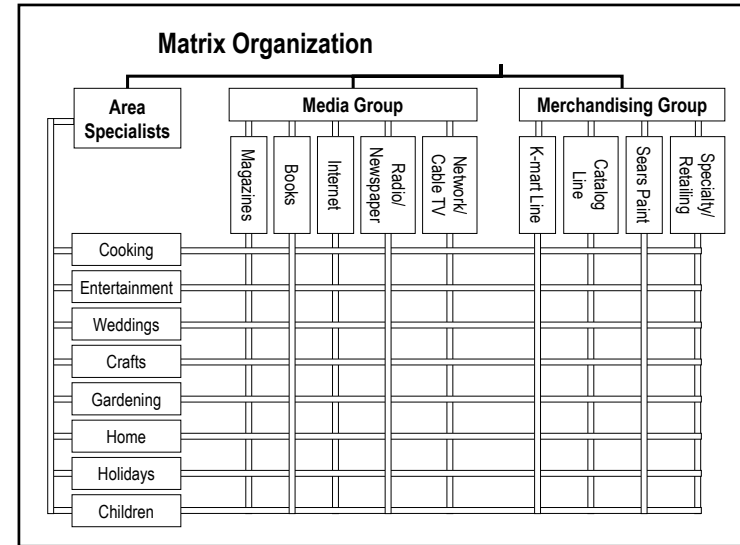 Matrix Organization
Area
Specialists
Media Group
Merchandising Group
Magazines
Books
Internet
Radio/
Newspaper
Network/
Cable TV
K-mart Line
Catalog
Line
Sears Paint
Specialty/
Retailing
Cooking
Entertainment
Weddings
Crafts
Gardening
Home
Holidays
Children